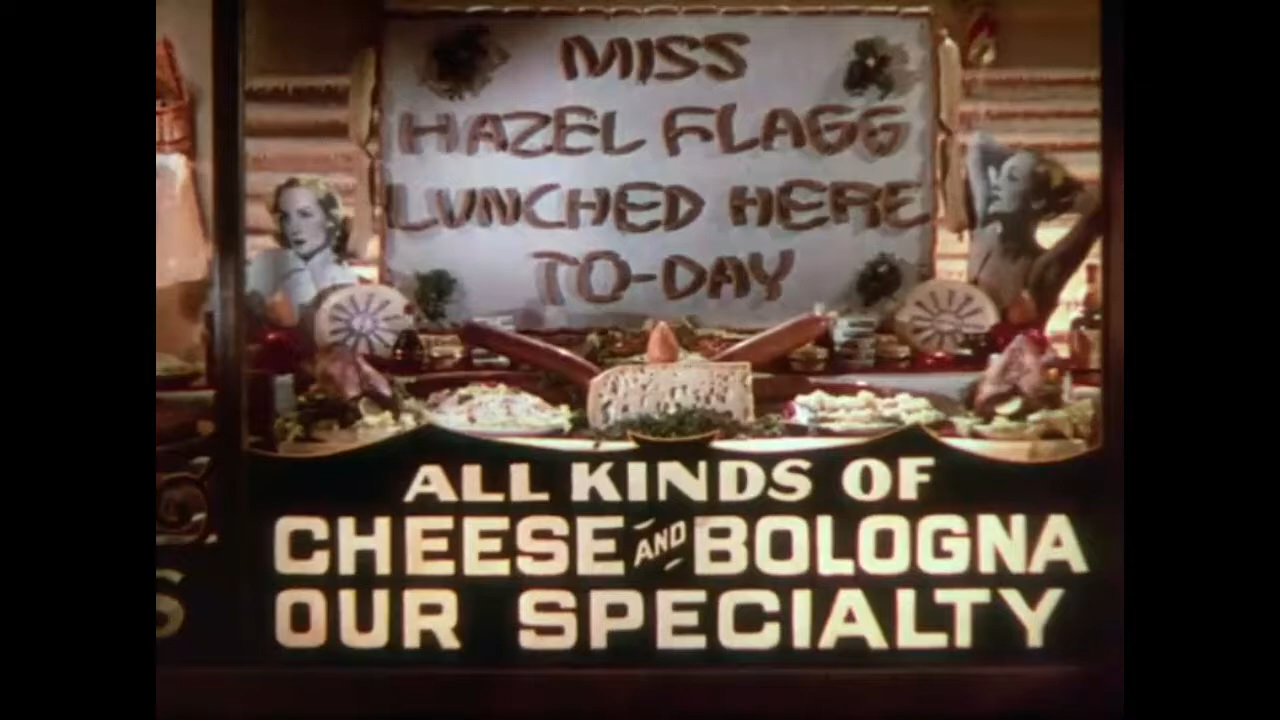 MISS
HAZEL FLAGG
LUNCHED HERE
TO-DAY
ALL KINDS OF
CHEESE AND BOLOGNA
OUR SPECIALTY
S